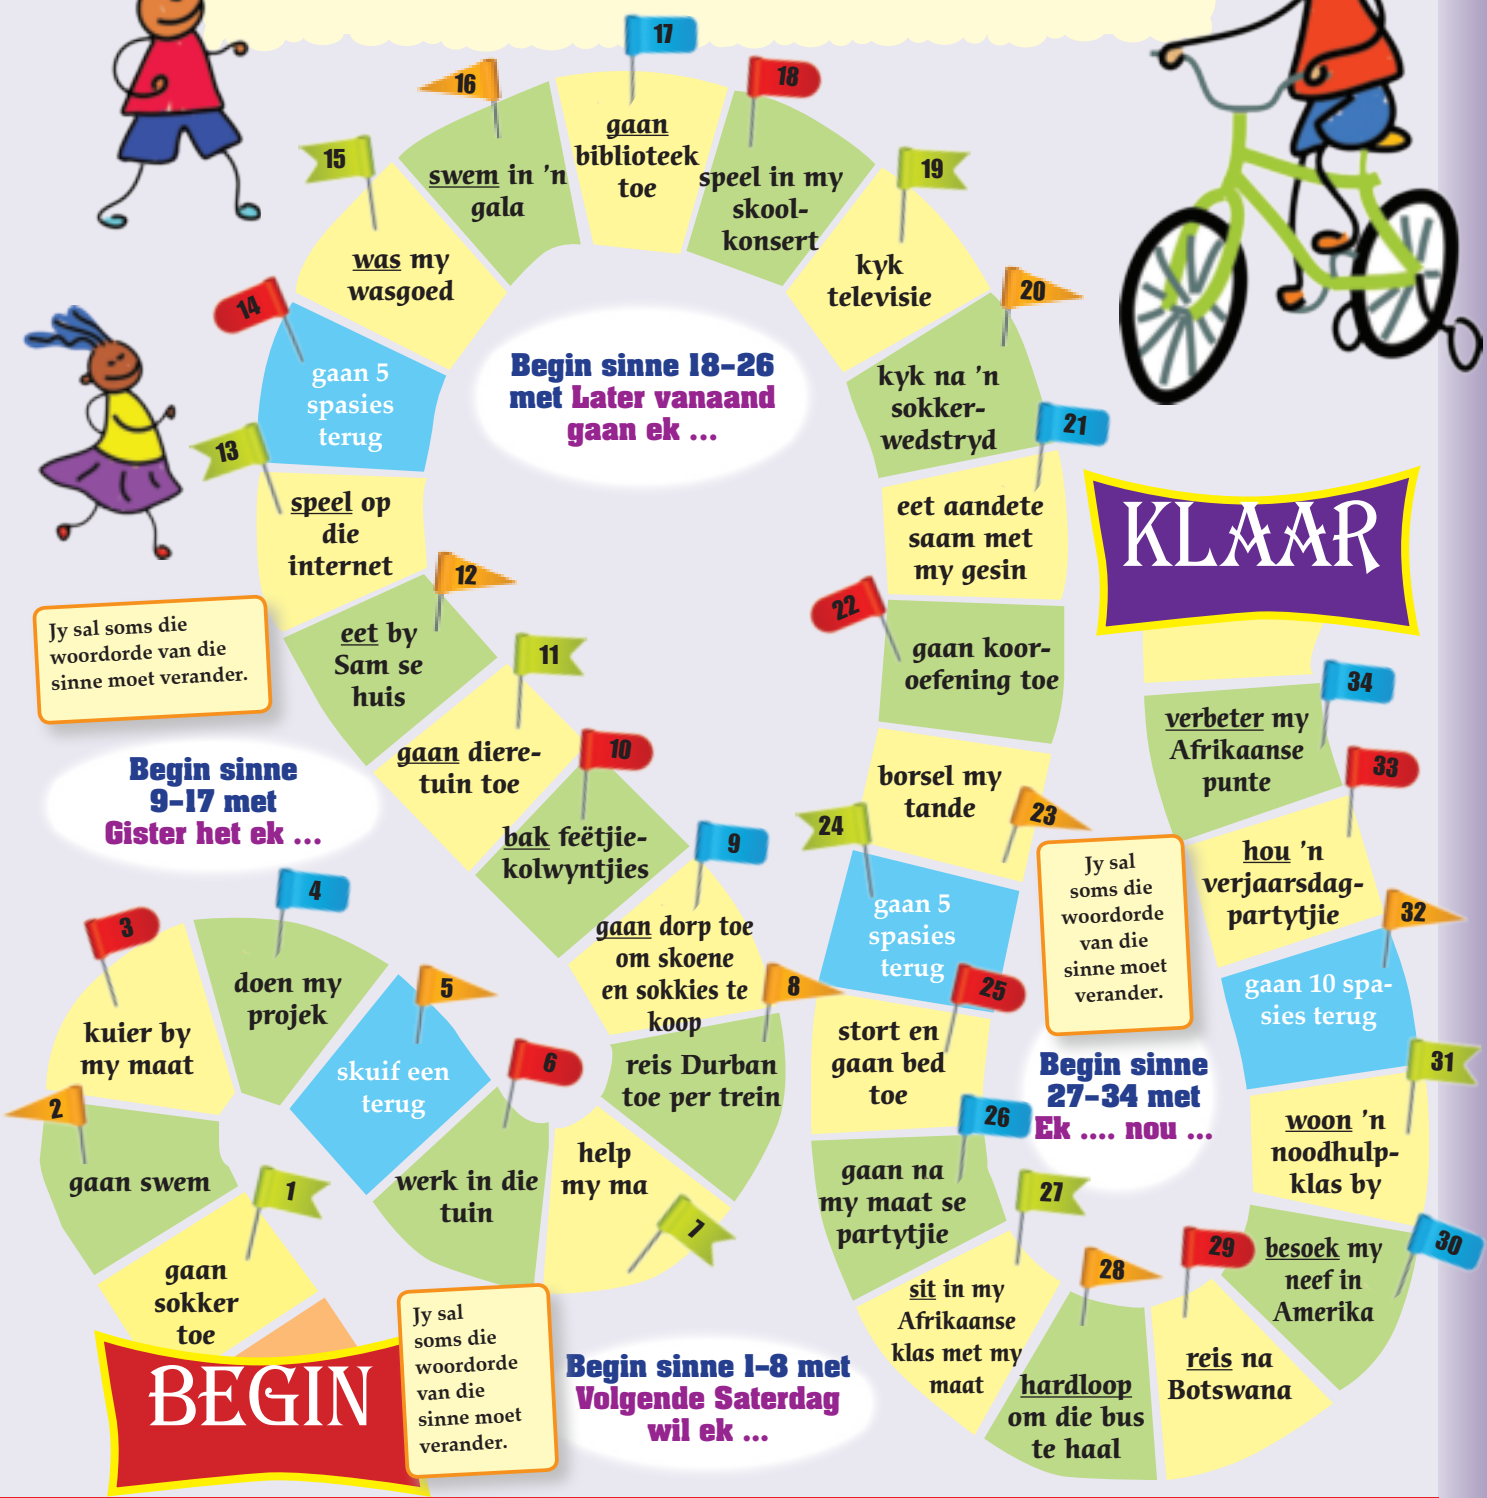 BEGIN
1
gaan
sokker
toe
2
gaan swem
3
kuier by
my maat
4
doen my
projek
5
skuif een
terug
6
werk in die
tuin
7
help
my ma
8
reis Durban
toe per trein
9
gaan dorp toe
om skoene
en sokkies te
koop
10
bak feëtjie-
kolwyntjies
11
gaan diere-
tuin toe
12
eet by
Sam se
huis
13
speel op
die
internet
14
gaan 5
spasies
terug
15
was my
wasgoed
16
swem in 'n
gala
17
gaan
biblioteek
toe
18
speel in my
skool-
konsert
19
kyk
televisie
20
kyk na 'n
sokker-
wedstryd
21
eet aandete
saam met
my gesin
22
gaan koor-
oefening toe
23
borsel my
tande
24
gaan 5
spasies
terug
25
stort en
gaan bed
toe
26
gaan na
my maat se
partytjie
27
sit in my
Afrikaanse
klas met my
maat
28
hardloop
om die bus
te haal
29
reis na
Botswana
30
besoek my
neef in
Amerika
31
woon 'n
noodhulp-
klas by
32
gaan 10 spa-
sies terug
33
hou 'n
verjaarsdag-
partytjie
34
verbeter my
Afrikaanse
punte
KLAAR
Begin sinne 1–8 met
Volgende Saterdag
wil ek ...
Jy sal
soms die
woordorde
van die
sinne moet
verander.
Begin sinne
9–17 met
Gister het ek ...
Jy sal soms die
woordorde van die
sinne moet verander.
Begin sinne 18–26
met Later vanaand
gaan ek ...
Begin sinne
27–34 met
Ek .... nou ...
Jy sal
soms die
woordorde
van die
sinne moet
verander.